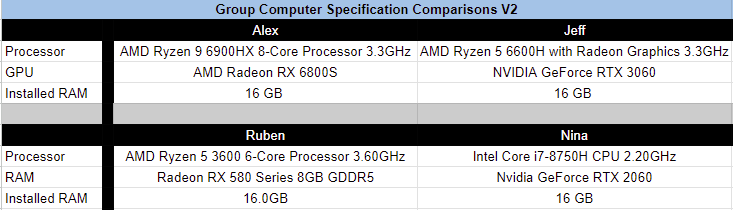 Group Computer Specification Comparisons V2
Alex Jeff
Processor AMD Ryzen 9 6900HX 8-Core Processor 3.3GHz AMD Ryzen 5 6600H with Radeon Graphics 3.3GHz
GPU AMD Radeon RX 6800S NVIDIA GeForce RTX 3060
Installed RAM 16 GB 16 GB
Ruben Nina
Processor AMD Ryzen 5 3600 6-Core Processor 3.60GHz Intel Core i7-8750H CPU 2.20GHz
RAM Radeon RX 580 Series 8GB GDDR5 Nvidia GeForce RTX 2060
Installed RAM 16.0GB 16 GB